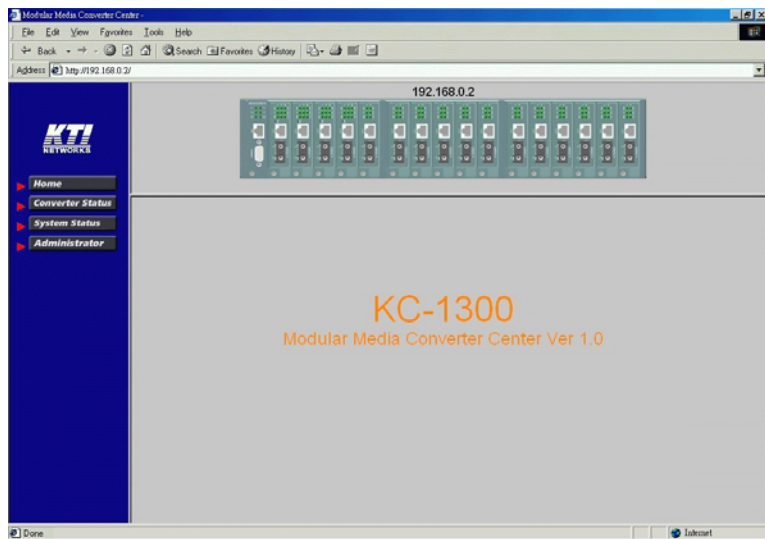 Modular Media Converter Center -
File Edit View Favorites Tools Help
Back Search Favorites History
Address http://192.168.0.2/
192.168.0.2
KTI
NETWORKS
Home
Converter Status
System Status
Administrator
KC-1300
Modular Media Converter Center Ver 1.0
Done Internet